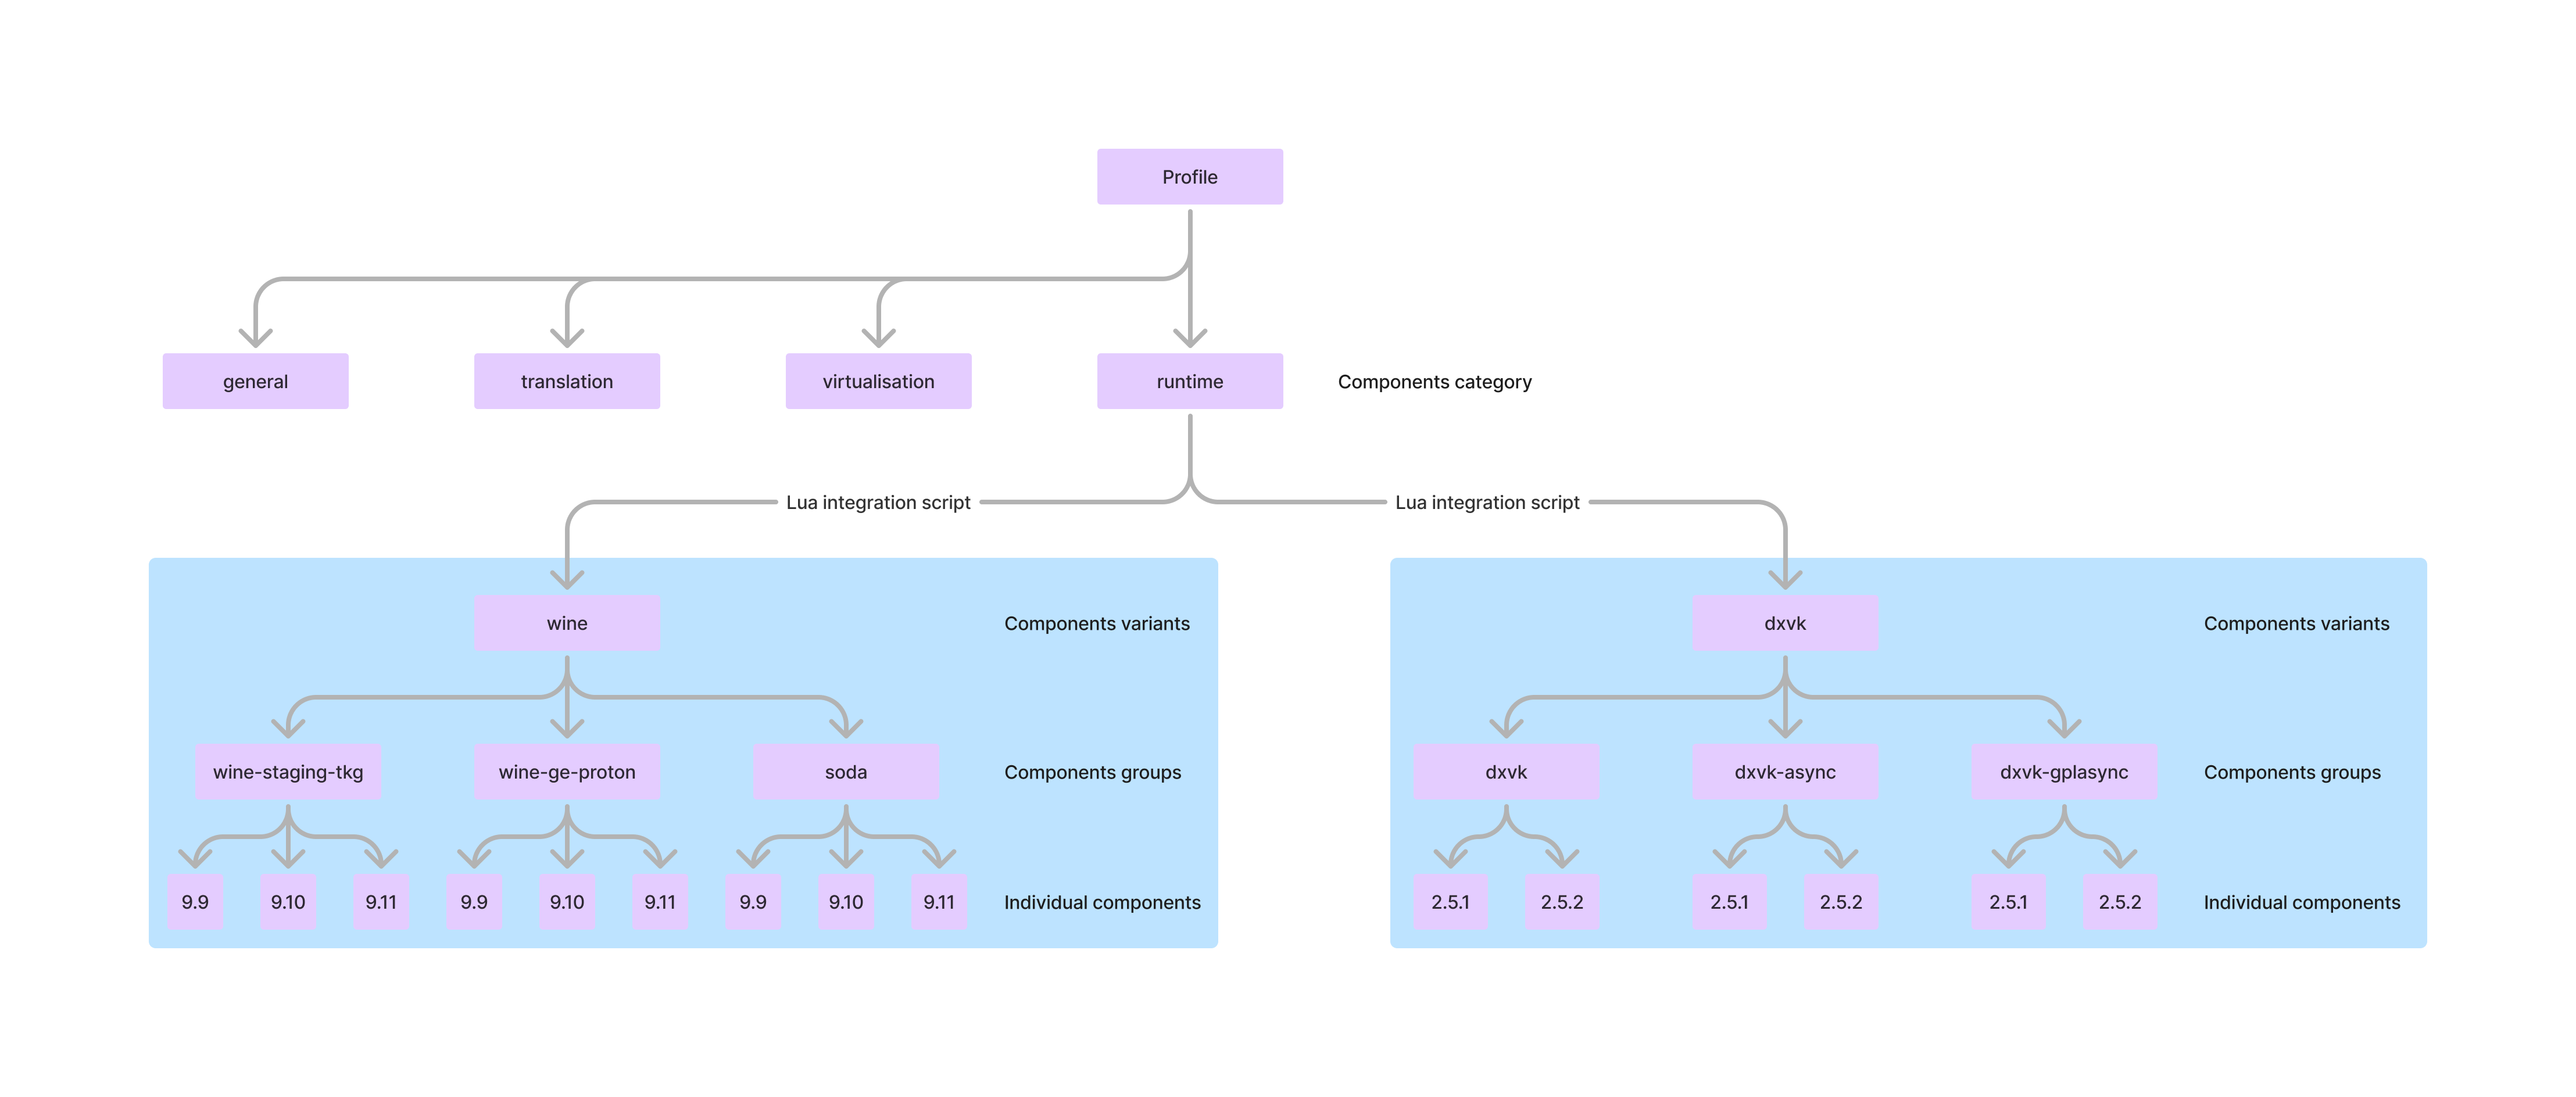 Profile
general
translation
virtualisation
runtime
Components category
Lua integration script
Lua integration script
wine
Components variants
dxvk
Components variants
wine-staging-tkg
wine-ge-proton
soda
Components groups
dxvk
dxvk-async
dxvk-gplasync
Components groups
9.9
9.10
9.11
9.9
9.10
9.11
9.9
9.10
9.11
Individual components
2.5.1
2.5.2
2.5.1
2.5.2
2.5.1
2.5.2
Individual components